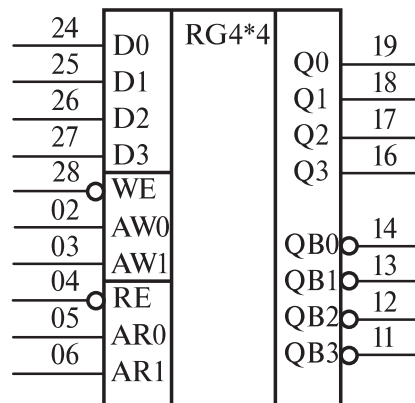 24 D0 RG4*4 Q0 19
25 D1 Q1 18
26 D2 Q2 17
27 D3 Q3 16
28 WE
02 AW0 QB0 14
03 AW1 QB1 13
04 RE QB2 12
05 AR0 QB3 11
06 AR1